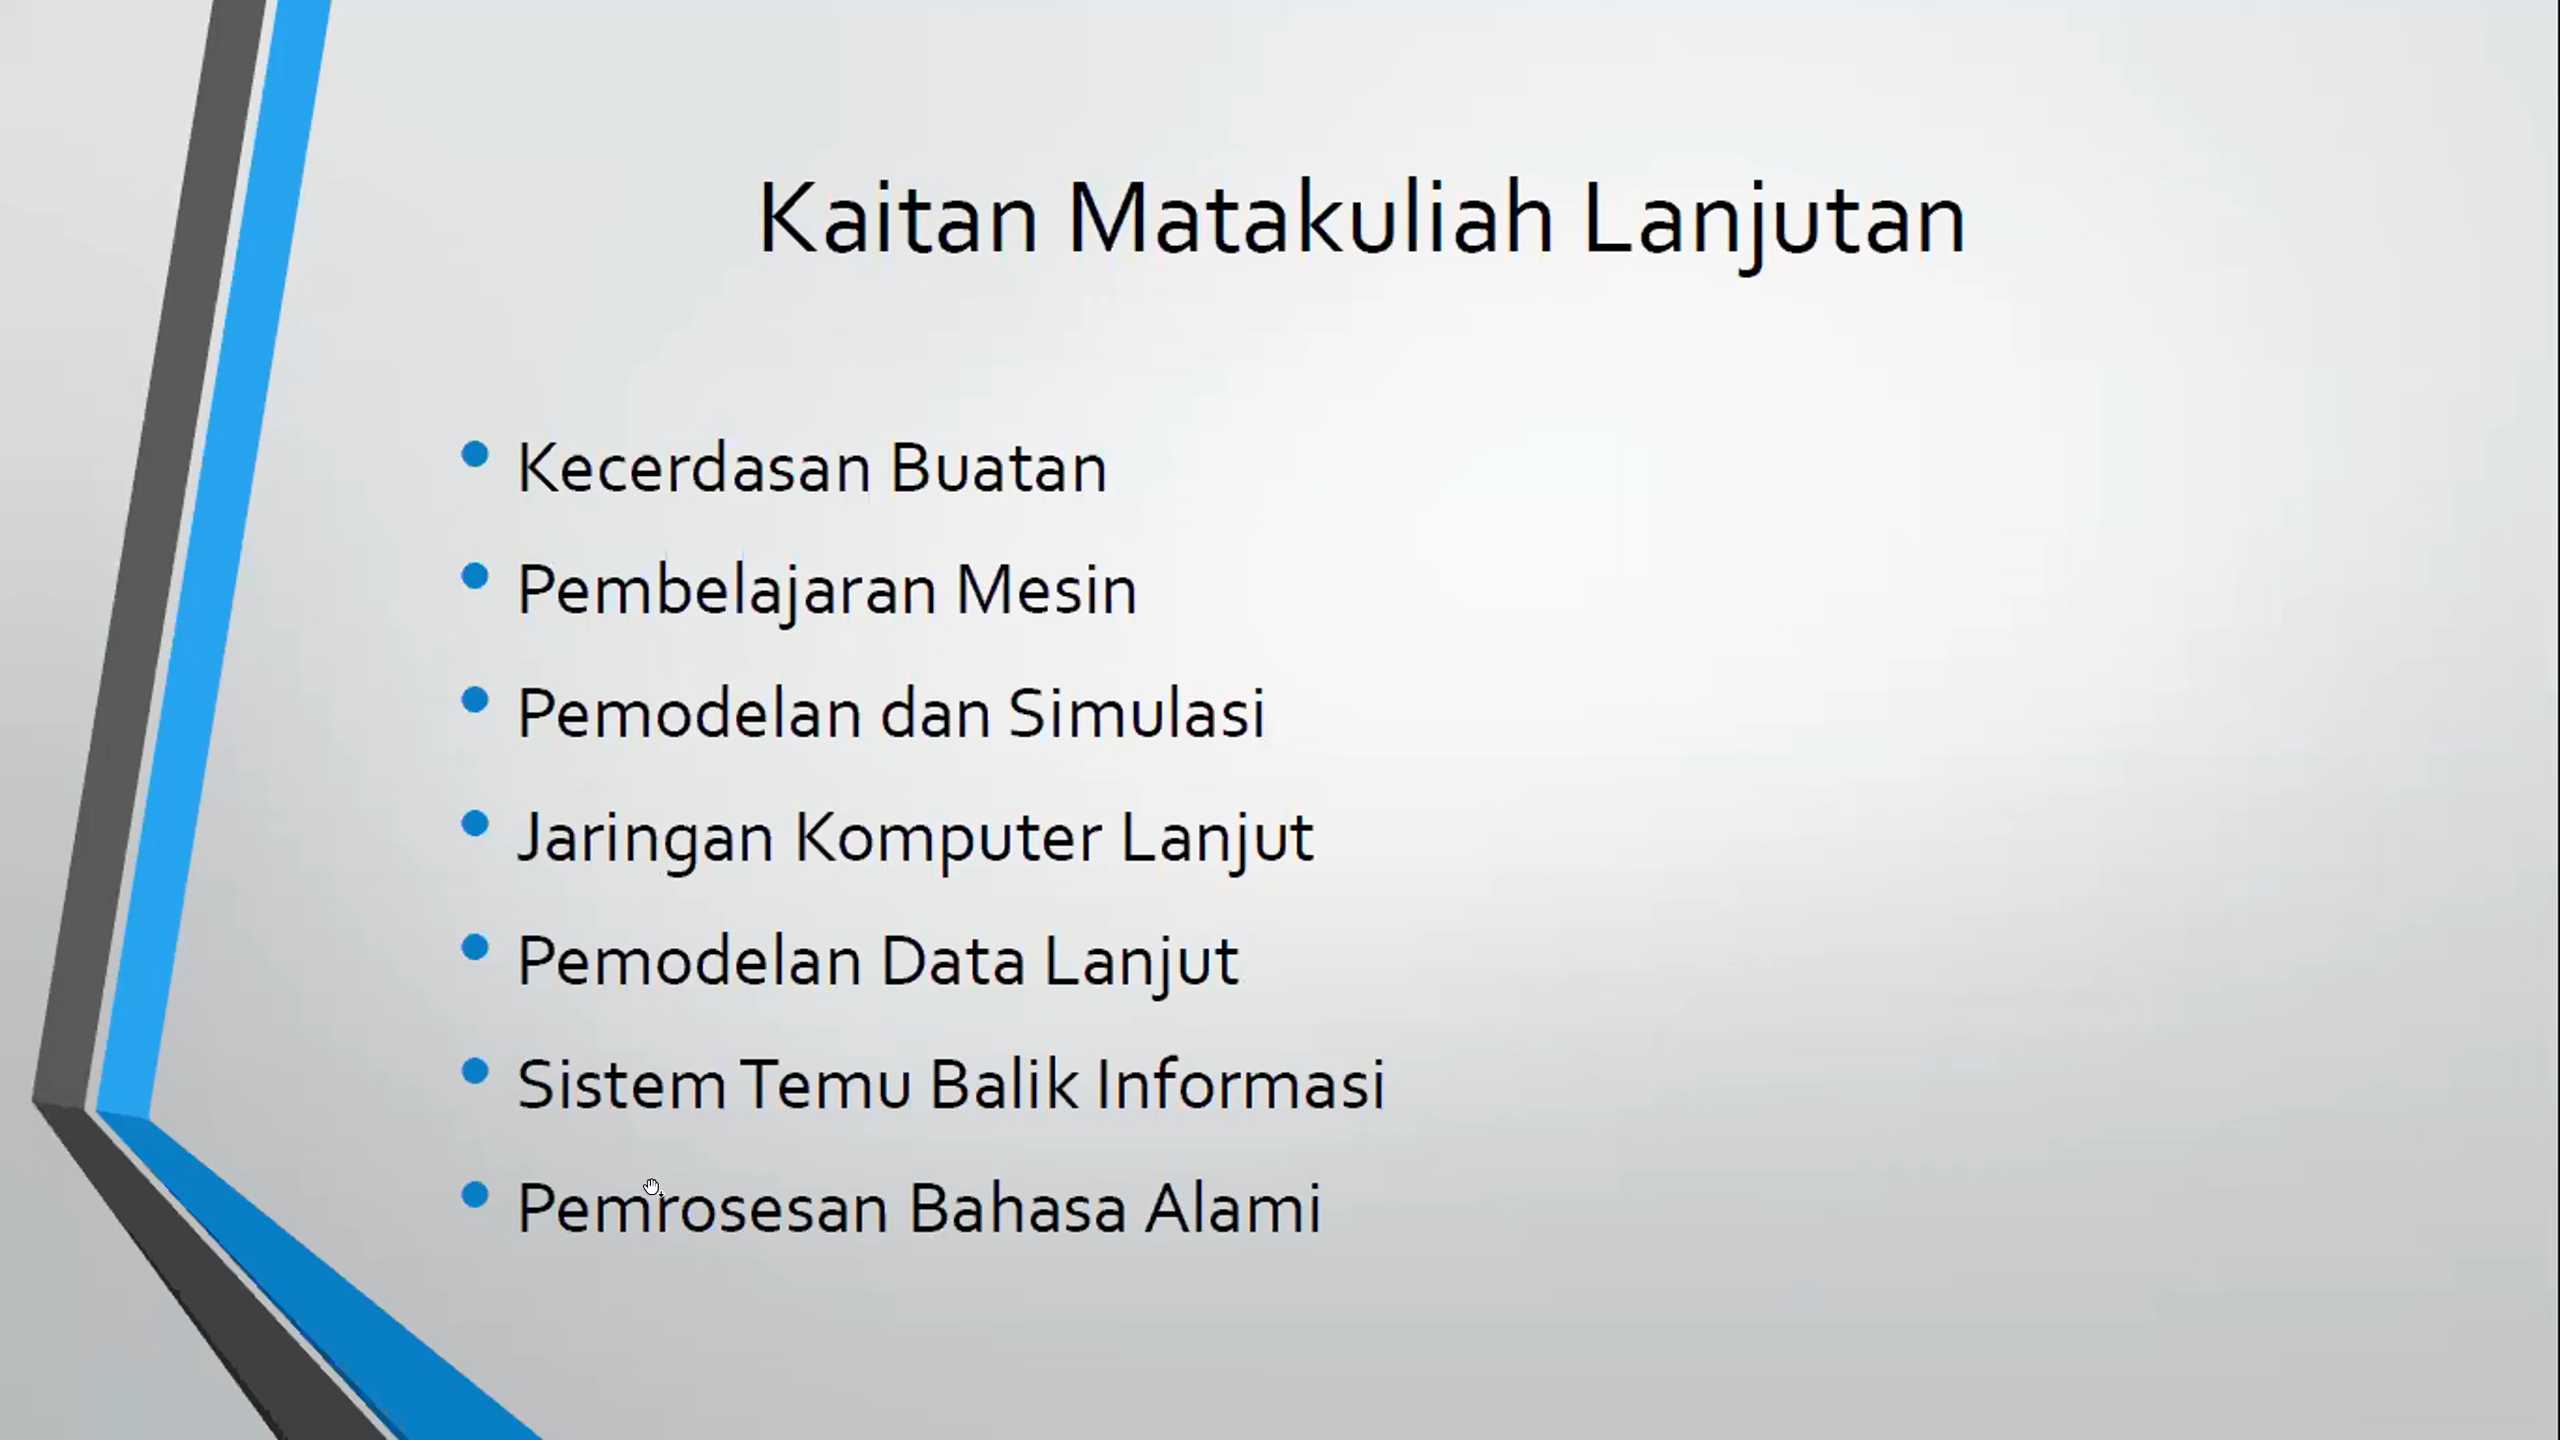 Kaitan Matakuliah Lanjutan
• Kecerdasan Buatan
• Pembelajaran Mesin
• Pemodelan dan Simulasi
• Jaringan Komputer Lanjut
• Pemodelan Data Lanjut
• Sistem Temu Balik Informasi
• Pemrosesan Bahasa Alami